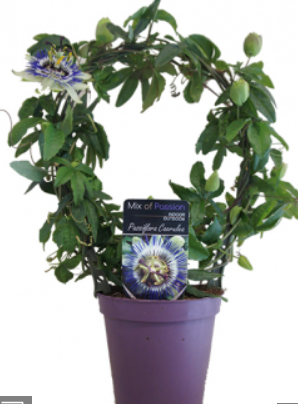 Mix of Passion
INDOOR
OUTDOOR
Passiflora Caerulea